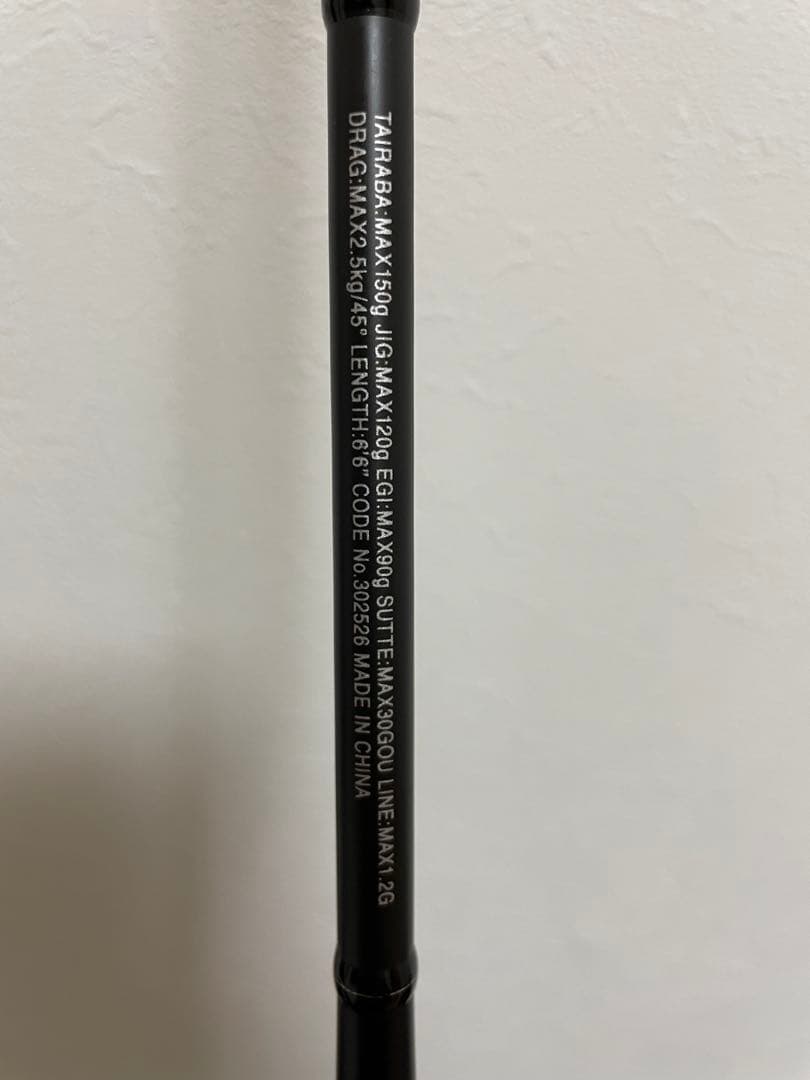 TAIRABA:MAX150g JIG:MAX120g EGI:MAX90g SUTTE:MAX30GOU LINE:MAX1.2G
DRAG:MAX2.5kg/45° LENGTH:6'6" CODE No.302526 MADE IN CHINA